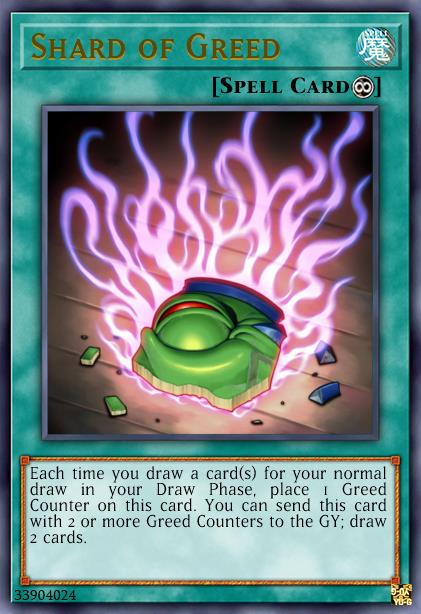 Shard of Greed
SPELL
魔
[Spell Card]
Each time you draw a card(s) for your normal
draw in your Draw Phase, place 1 Greed
Counter on this card. You can send this card
with 2 or more Greed Counters to the GY; draw
2 cards.
33904024